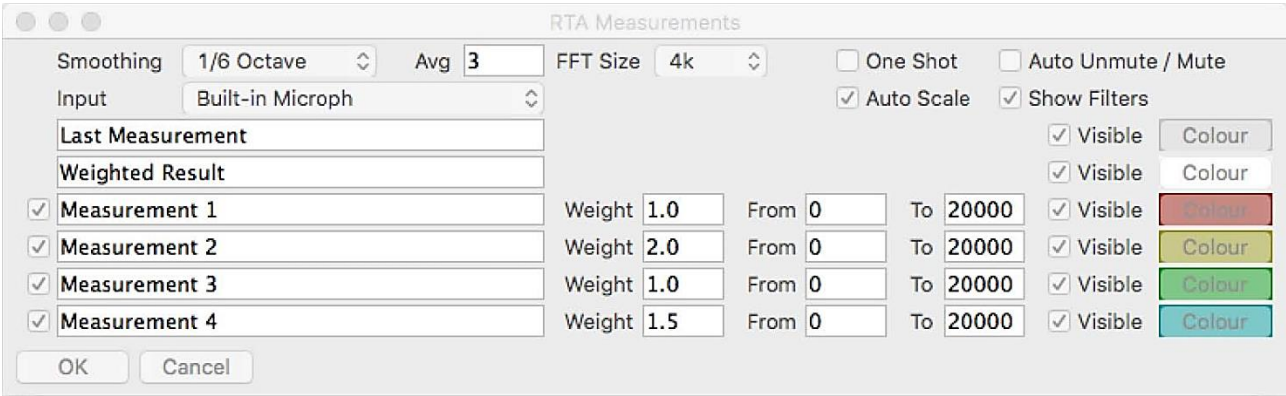 RTA Measurements
Smoothing 1/6 Octave Avg 3 FFT Size 4k One Shot Auto Unmute / Mute
Input Built-in Microph Auto Scale Show Filters
Last Measurement Visible Colour
Weighted Result Visible Colour
Measurement 1 Weight 1.0 From 0 To 20000 Visible Colour
Measurement 2 Weight 2.0 From 0 To 20000 Visible Colour
Measurement 3 Weight 1.0 From 0 To 20000 Visible Colour
Measurement 4 Weight 1.5 From 0 To 20000 Visible Colour
OK Cancel